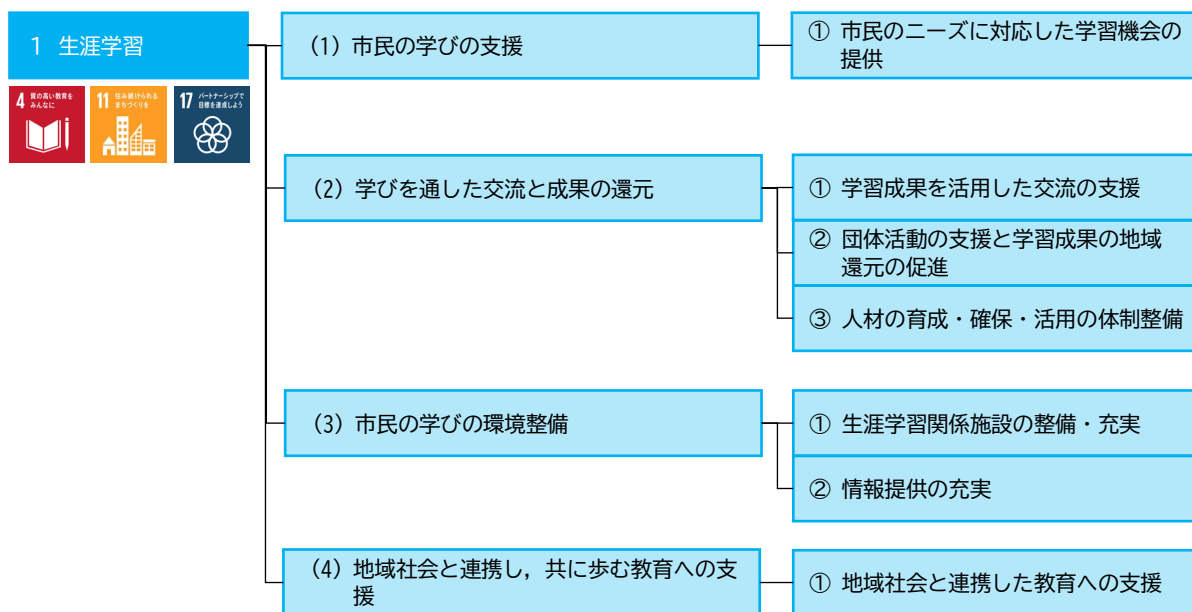 1 生涯学習
4 質の高い教育を
みんなに
11 住み続けられる
まちづくりを
17 パートナーシップで
目標を達成しよう
(1) 市民の学びの支援
① 市民のニーズに対応した学習機会の
提供
(2) 学びを通した交流と成果の還元
① 学習成果を活用した交流の支援
② 団体活動の支援と学習成果の地域
還元の促進
③ 人材の育成・確保・活用の体制整備
(3) 市民の学びの環境整備
① 生涯学習関係施設の整備・充実
② 情報提供の充実
(4) 地域社会と連携し，共に歩む教育への支
援
① 地域社会と連携した教育への支援